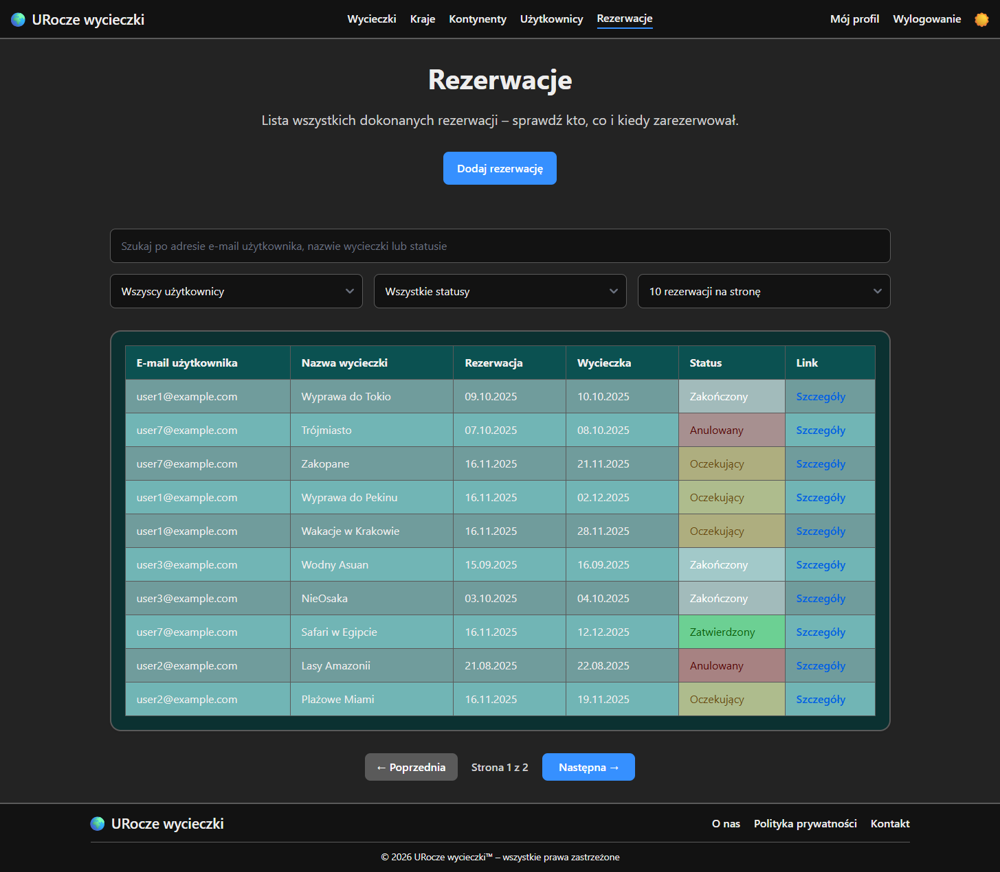 URocze wycieczki Wycieczki Kraje Kontynenty Użytkownicy Rezerwacje Mój profil Wylogowanie
Rezerwacje
Lista wszystkich dokonanych rezerwacji – sprawdź kto, co i kiedy zarezerwował.
Dodaj rezerwację
Szukaj po adresie e-mail użytkownika, nazwie wycieczki lub statusie
Wszyscy użytkownicy Wszystkie statusy 10 rezerwacji na stronę
E-mail użytkownika Nazwa wycieczki Rezerwacja Wycieczka Status Link
user1@example.com Wyprawa do Tokio 09.10.2025 10.10.2025 Zakończony Szczegóły
user7@example.com Trójmiasto 07.10.2025 08.10.2025 Anulowany Szczegóły
user7@example.com Zakopane 16.11.2025 21.11.2025 Oczekujący Szczegóły
user1@example.com Wyprawa do Pekinu 16.11.2025 02.12.2025 Oczekujący Szczegóły
user1@example.com Wakacje w Krakowie 16.11.2025 28.11.2025 Oczekujący Szczegóły
user3@example.com Wodny Asuan 15.09.2025 16.09.2025 Zakończony Szczegóły
user3@example.com NieOsaka 03.10.2025 04.10.2025 Zakończony Szczegóły
user7@example.com Safari w Egipcie 16.11.2025 12.12.2025 Zatwierdzony Szczegóły
user2@example.com Lasy Amazonii 21.08.2025 22.08.2025 Anulowany Szczegóły
user2@example.com Plażowe Miami 16.11.2025 19.11.2025 Oczekujący Szczegóły
← Poprzednia Strona 1 z 2 Następna →
URocze wycieczki O nas Polityka prywatności Kontakt
© 2026 URocze wycieczki™ – wszystkie prawa zastrzeżone